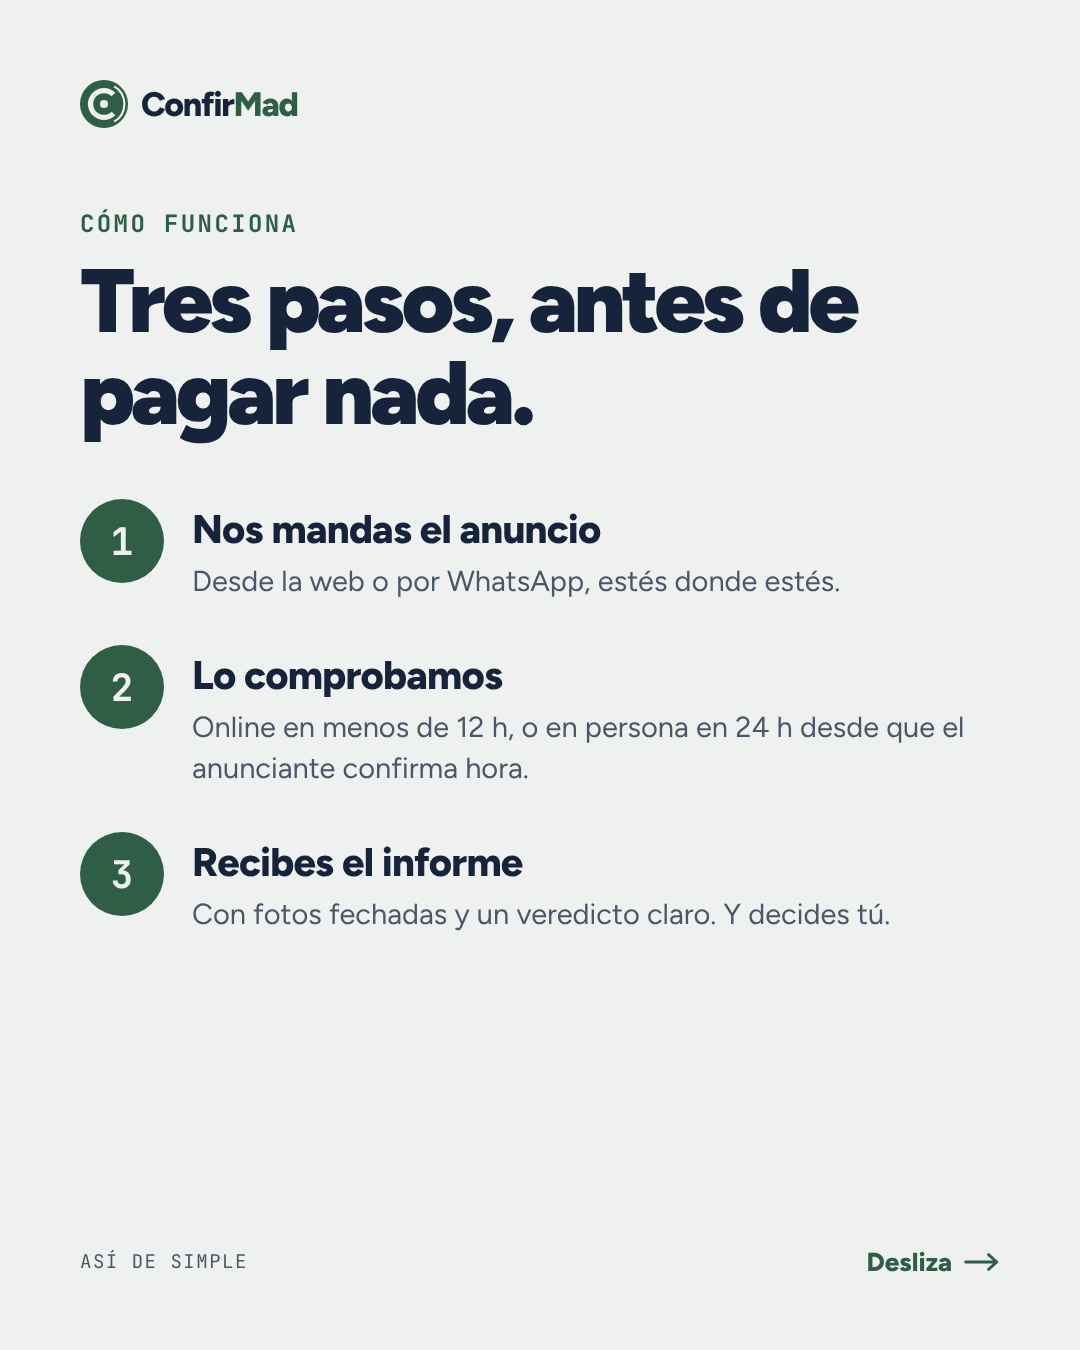 ConfirMad
CÓMO FUNCIONA
Tres pasos, antes de
pagar nada.
1
Nos mandas el anuncio
Desde la web o por WhatsApp, estés donde estés.
2
Lo comprobamos
Online en menos de 12 h, o en persona en 24 h desde que el
anunciante confirma hora.
3
Recibes el informe
Con fotos fechadas y un veredicto claro. Y decides tú.
ASÍ DE SIMPLE
Desliza →